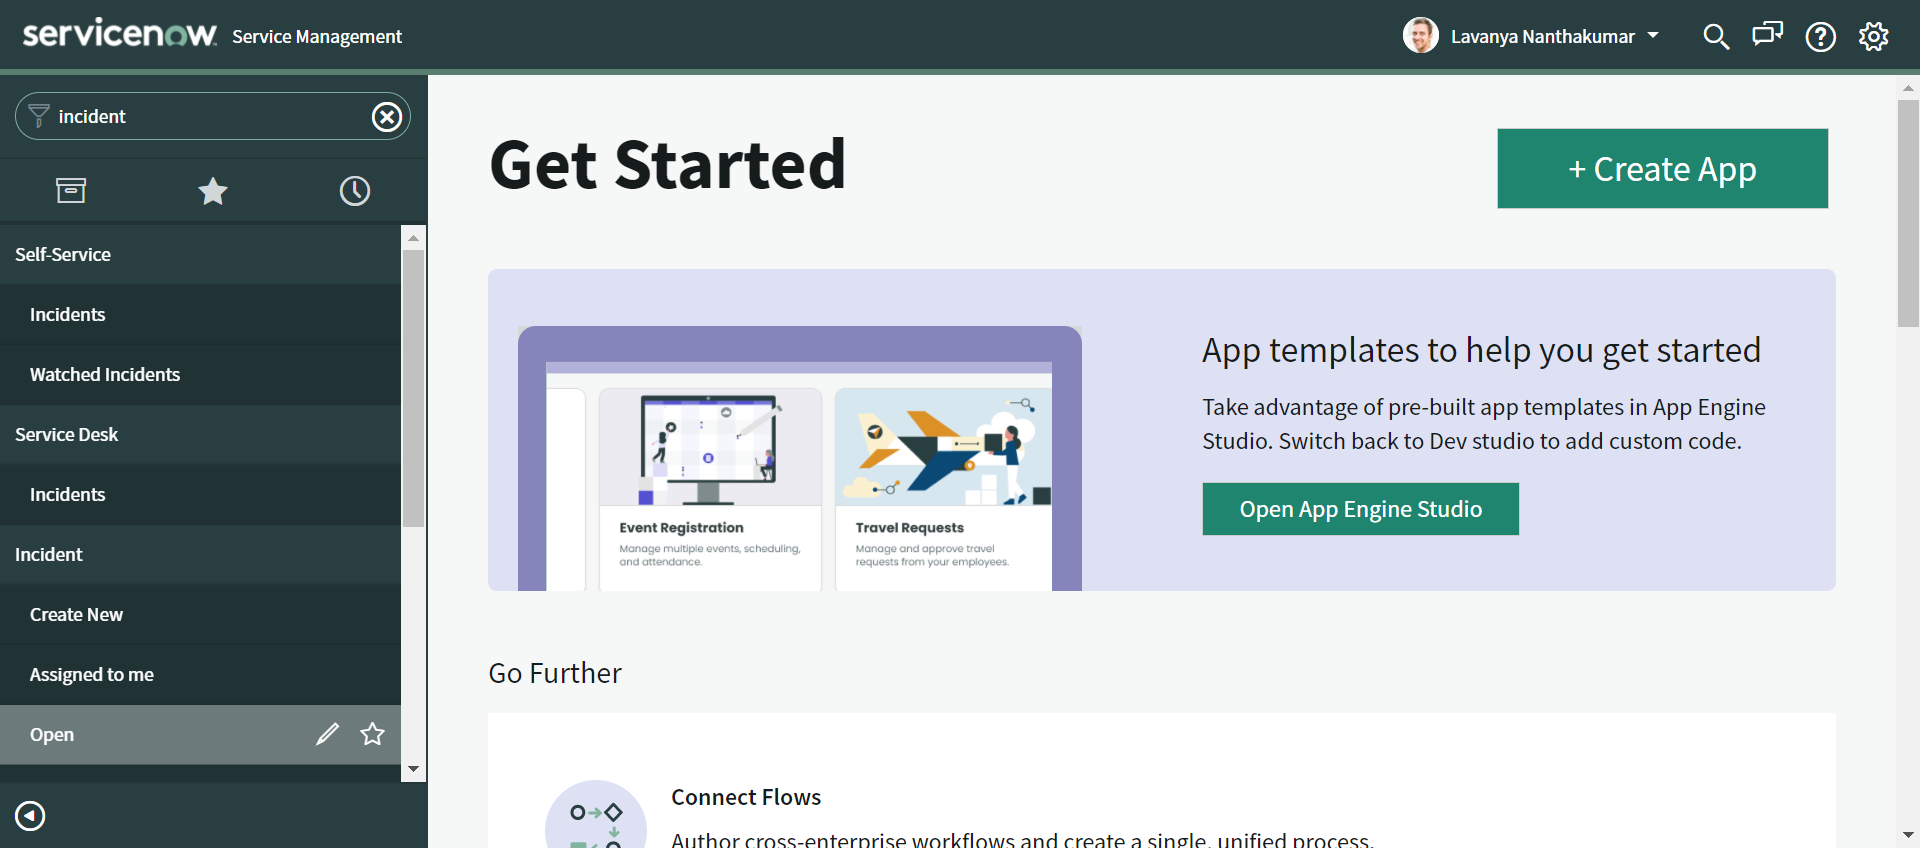 servicenow Service Management
Lavanya Nanthakumar
incident
Self-Service
Incidents
Watched Incidents
Service Desk
Incidents
Incident
Create New
Assigned to me
Open
Get Started
+ Create App
App templates to help you get started
Take advantage of pre-built app templates in App Engine
Studio. Switch back to Dev studio to add custom code.
Open App Engine Studio
Event Registration
Manage multiple events, scheduling,
and attendance.
Travel Requests
Manage and approve travel
requests from your employees.
Go Further
Connect Flows
Author cross-enterprise workflows and create a single, unified process.